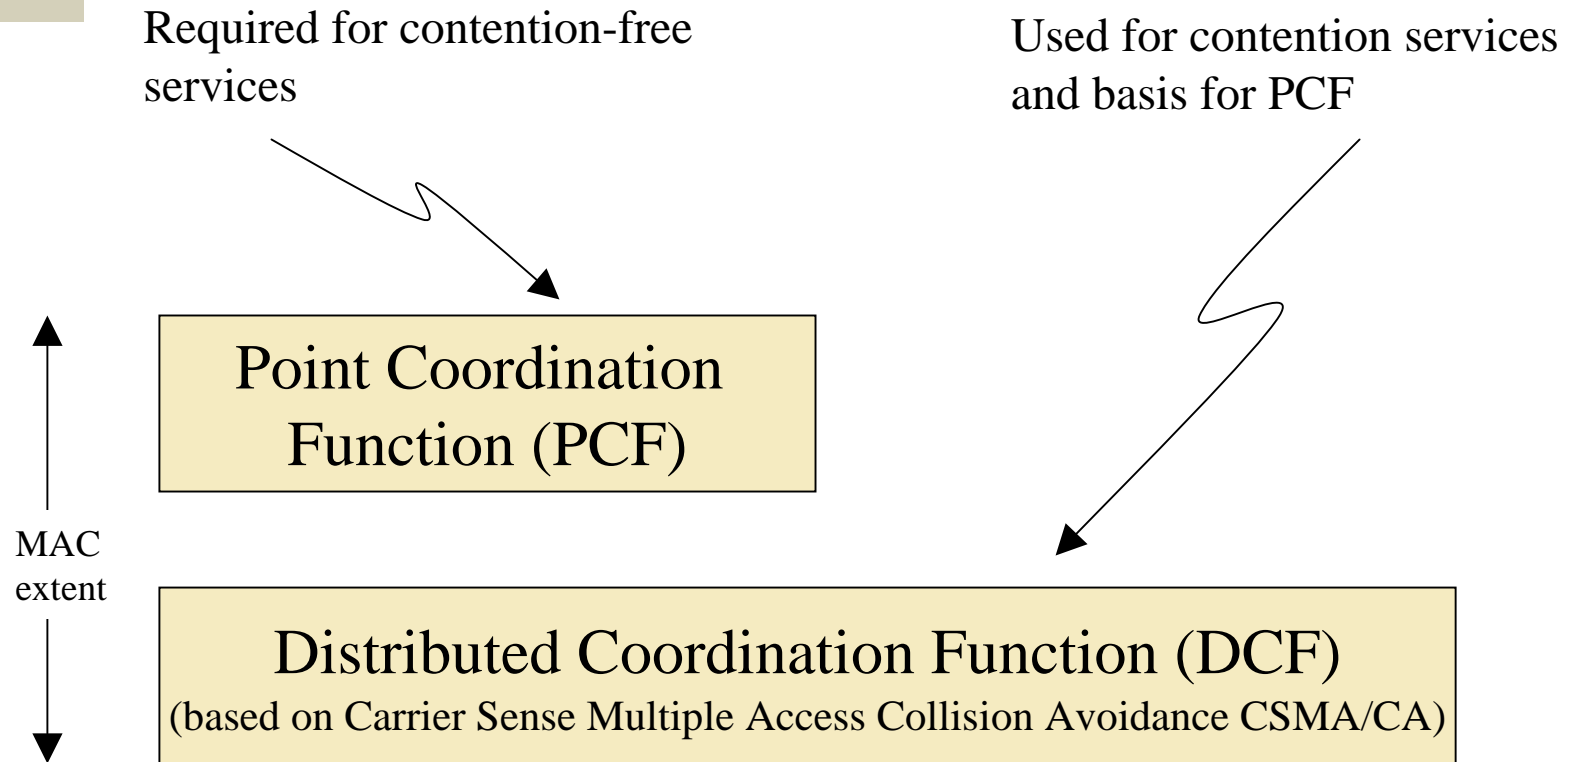 Required for contention-free
services
Used for contention services
and basis for PCF
Point Coordination
Function (PCF)
MAC
extent
Distributed Coordination Function (DCF)
(based on Carrier Sense Multiple Access Collision Avoidance CSMA/CA)